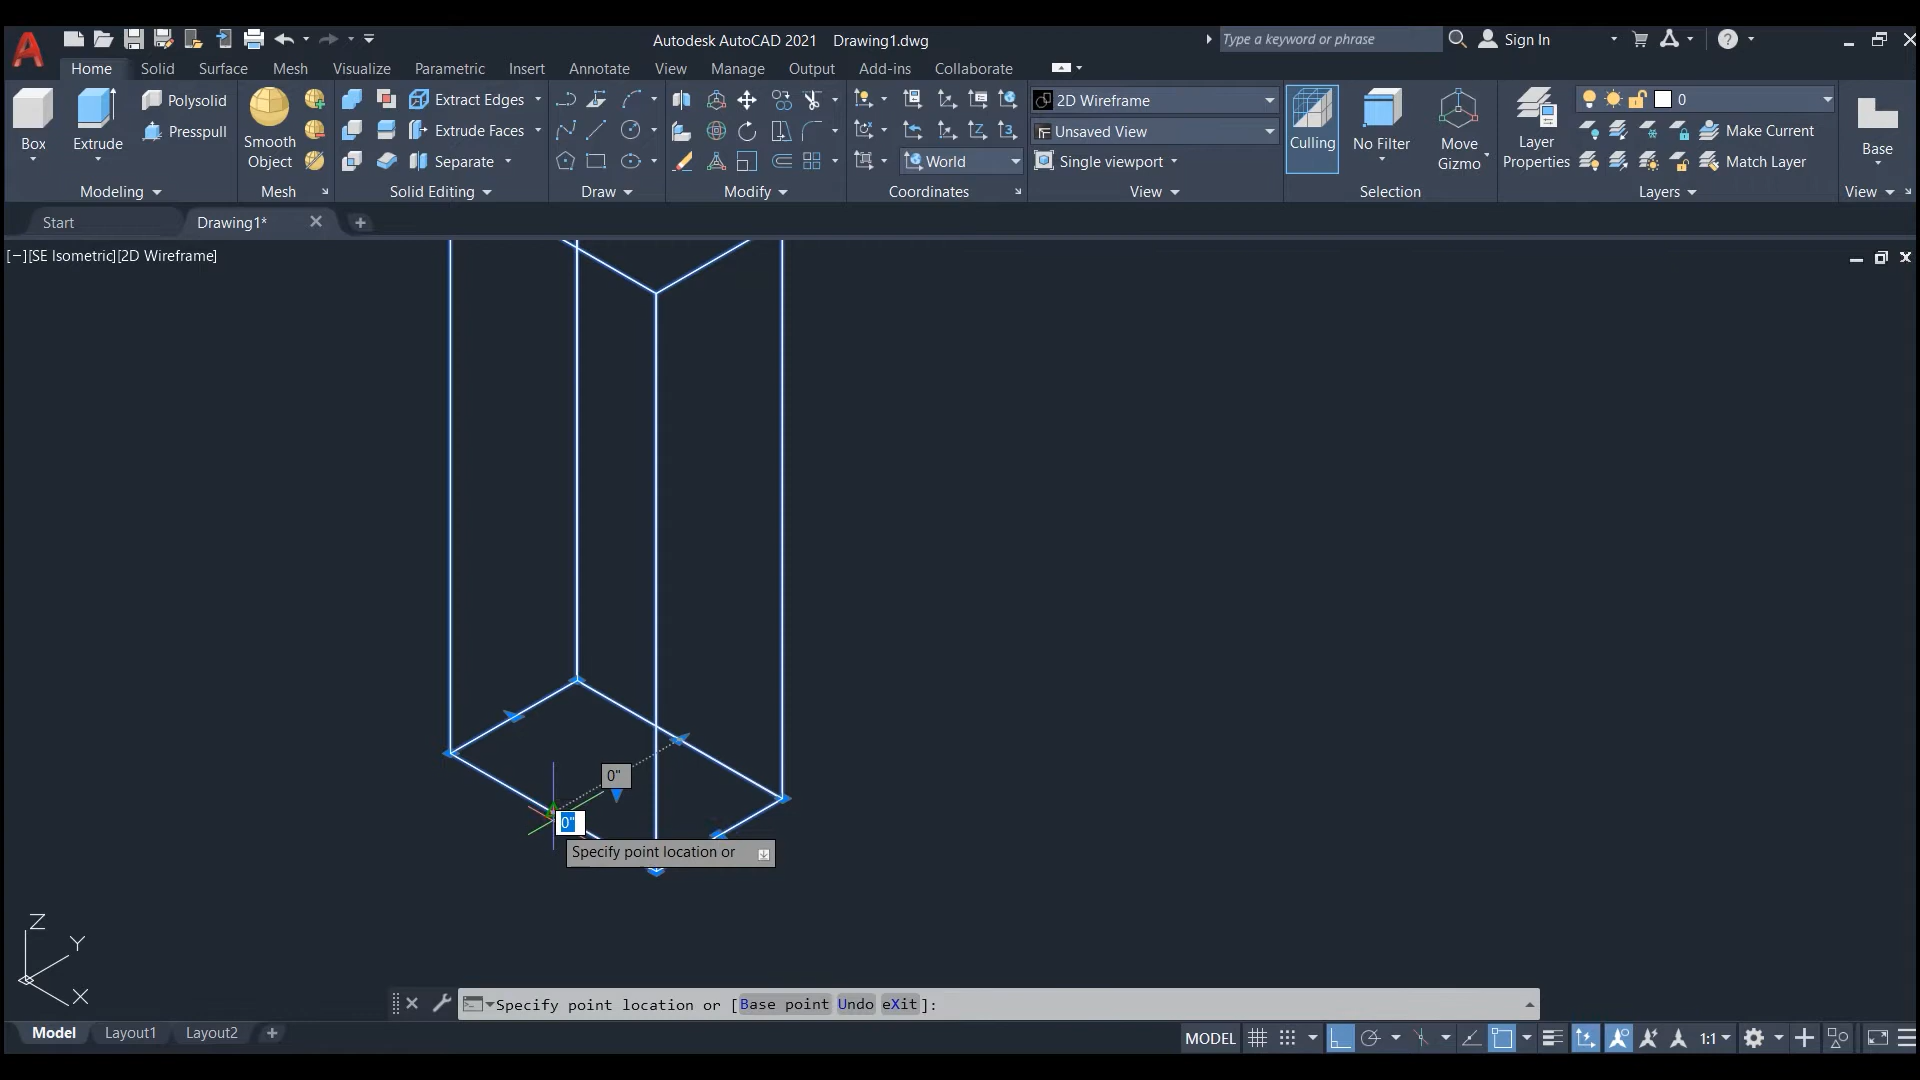 Autodesk AutoCAD 2021 Drawing1.dwg
Type a keyword or phrase
Sign In
Home Solid Surface Mesh Visualize Parametric Insert Annotate View Manage Output Add-ins Collaborate
Box
Extrude
Polysolid
Presspull
Modeling
Smooth
Object
Mesh
Extract Edges
Extrude Faces
Separate
Solid Editing
Draw
Modify
World
Coordinates
2D Wireframe
Unsaved View
Single viewport
View
Culling
No Filter
Move
Gizmo
Selection
Layer
Properties
0
Make Current
Match Layer
Layers
Base
View
Start
Drawing1*
[−][SE Isometric][2D Wireframe]
0"
0"
Specify point location or
Z
Y
X
Specify point location or [Base point Undo eXit]:
Model Layout1 Layout2
MODEL
1:1